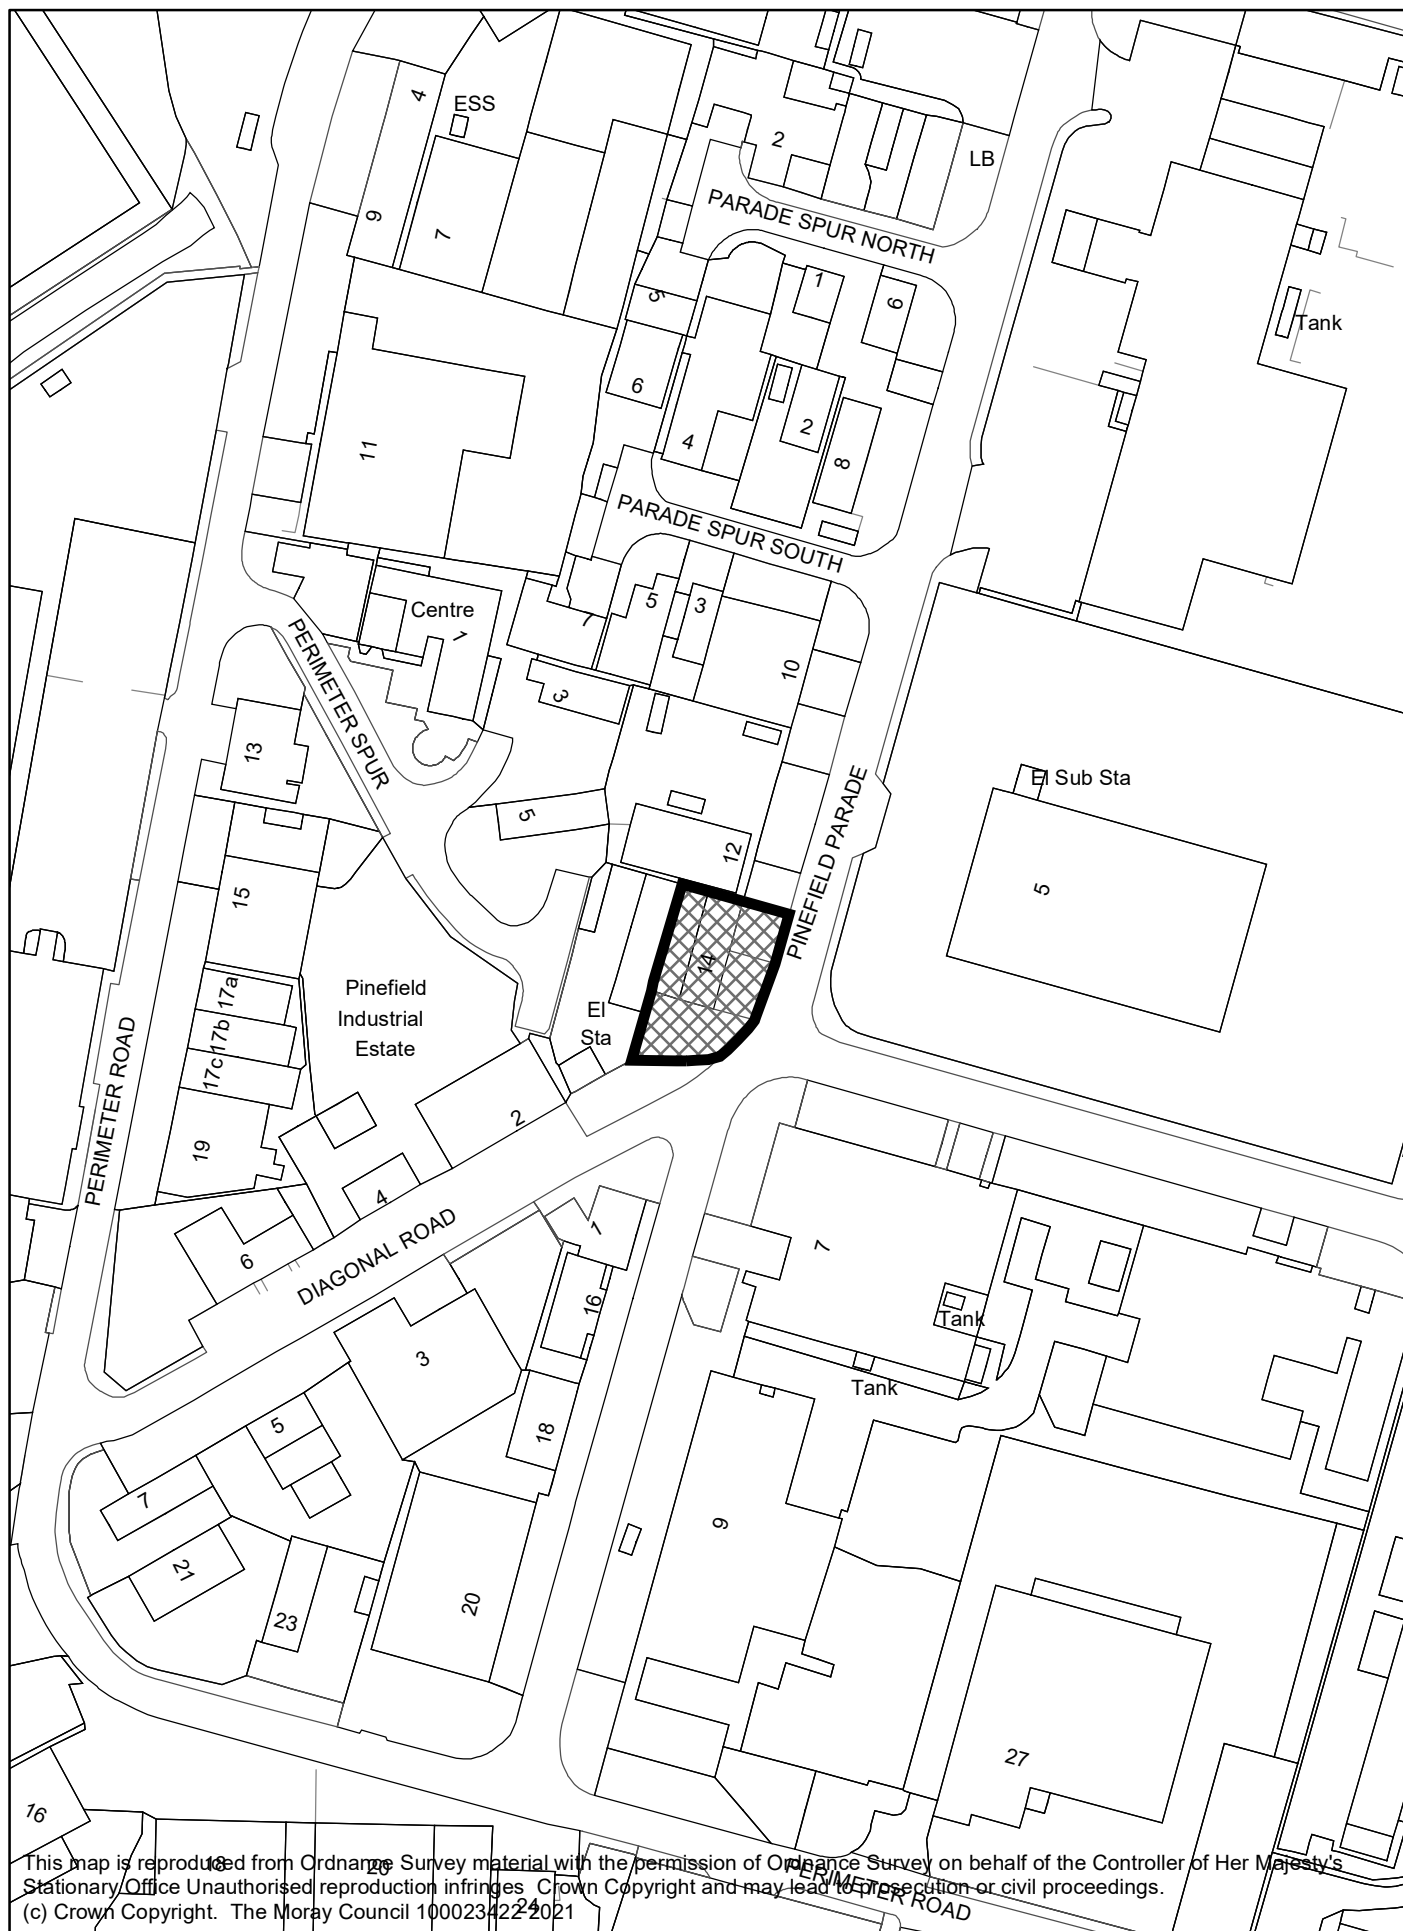 4
ESS
2
LB
9
7
PARADE SPUR NORTH
5
1
6
Tank
6
4
2
8
11
PARADE SPUR SOUTH
Centre
1
7
5
3
10
PERIMETER SPUR
3
13
El Sub Sta
PINEFIELD PARADE
5
12
5
15
14
17a
Pinefield
Industrial
Estate
El
Sta
17b
17c
PERIMETER ROAD
2
19
4
1
7
6
DIAGONAL ROAD
16
Tank
3
Tank
5
18
7
9
21
20
23
27
16
18
20
24
PERIMETER ROAD
This map is reproduced from Ordnance Survey material with the permission of Ordnance Survey on behalf of the Controller of Her Majesty's
Stationary Office Unauthorised reproduction infringes Crown Copyright and may lead to prosecution or civil proceedings.
(c) Crown Copyright. The Moray Council 100023422 2021